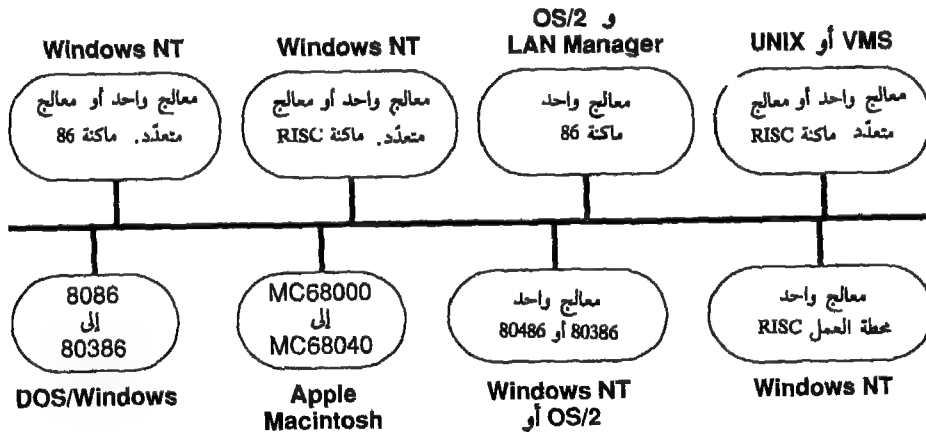 Windows NT
معالج واحد أو معالج
متعدّد. ماكنة 86
Windows NT
معالج واحد أو معالج
متعدّد. ماكنة RISC
OS/2 و
LAN Manager
معالج واحد
ماكنة 86
UNIX أو VMS
معالج واحد أو معالج
متعدّد ماكنة RISC
8086
إلى
80386
DOS/Windows
MC68000
إلى
MC68040
Apple
Macintosh
معالج واحد
80386 أو 80486
Windows NT
أو OS/2
معالج واحد
محطة العمل RISC
Windows NT